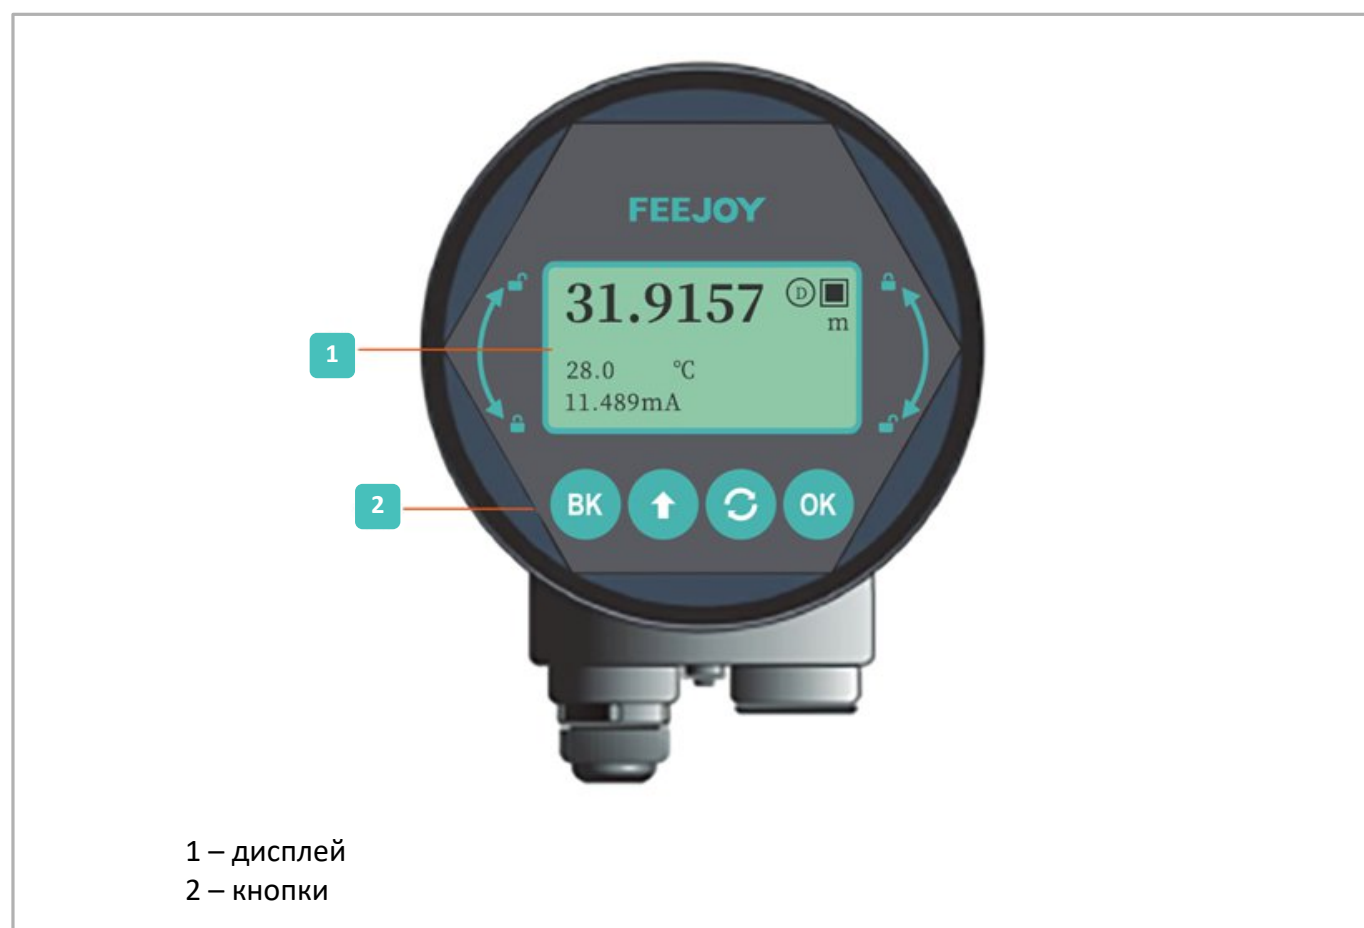 FEEJOY
31.9157 D
m
1
28.0 ℃
11.489mA
2
BK OK
1 – дисплей
2 – кнопки